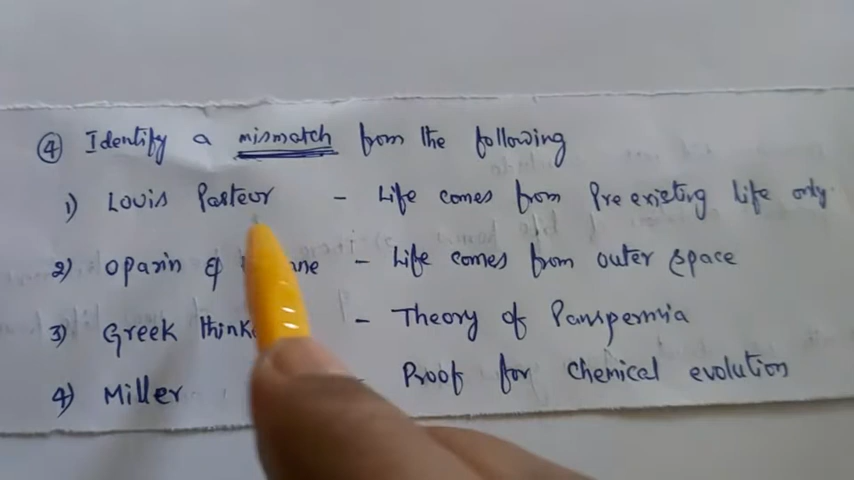 ④ Identify a mismatch from the following
1) Louis Pasteur - Life comes from Pre existing life only.
2) Oparin & - Life comes from outer space
3) Greek - Theory of Panspermia
4) Miller - Proof for chemical evolution